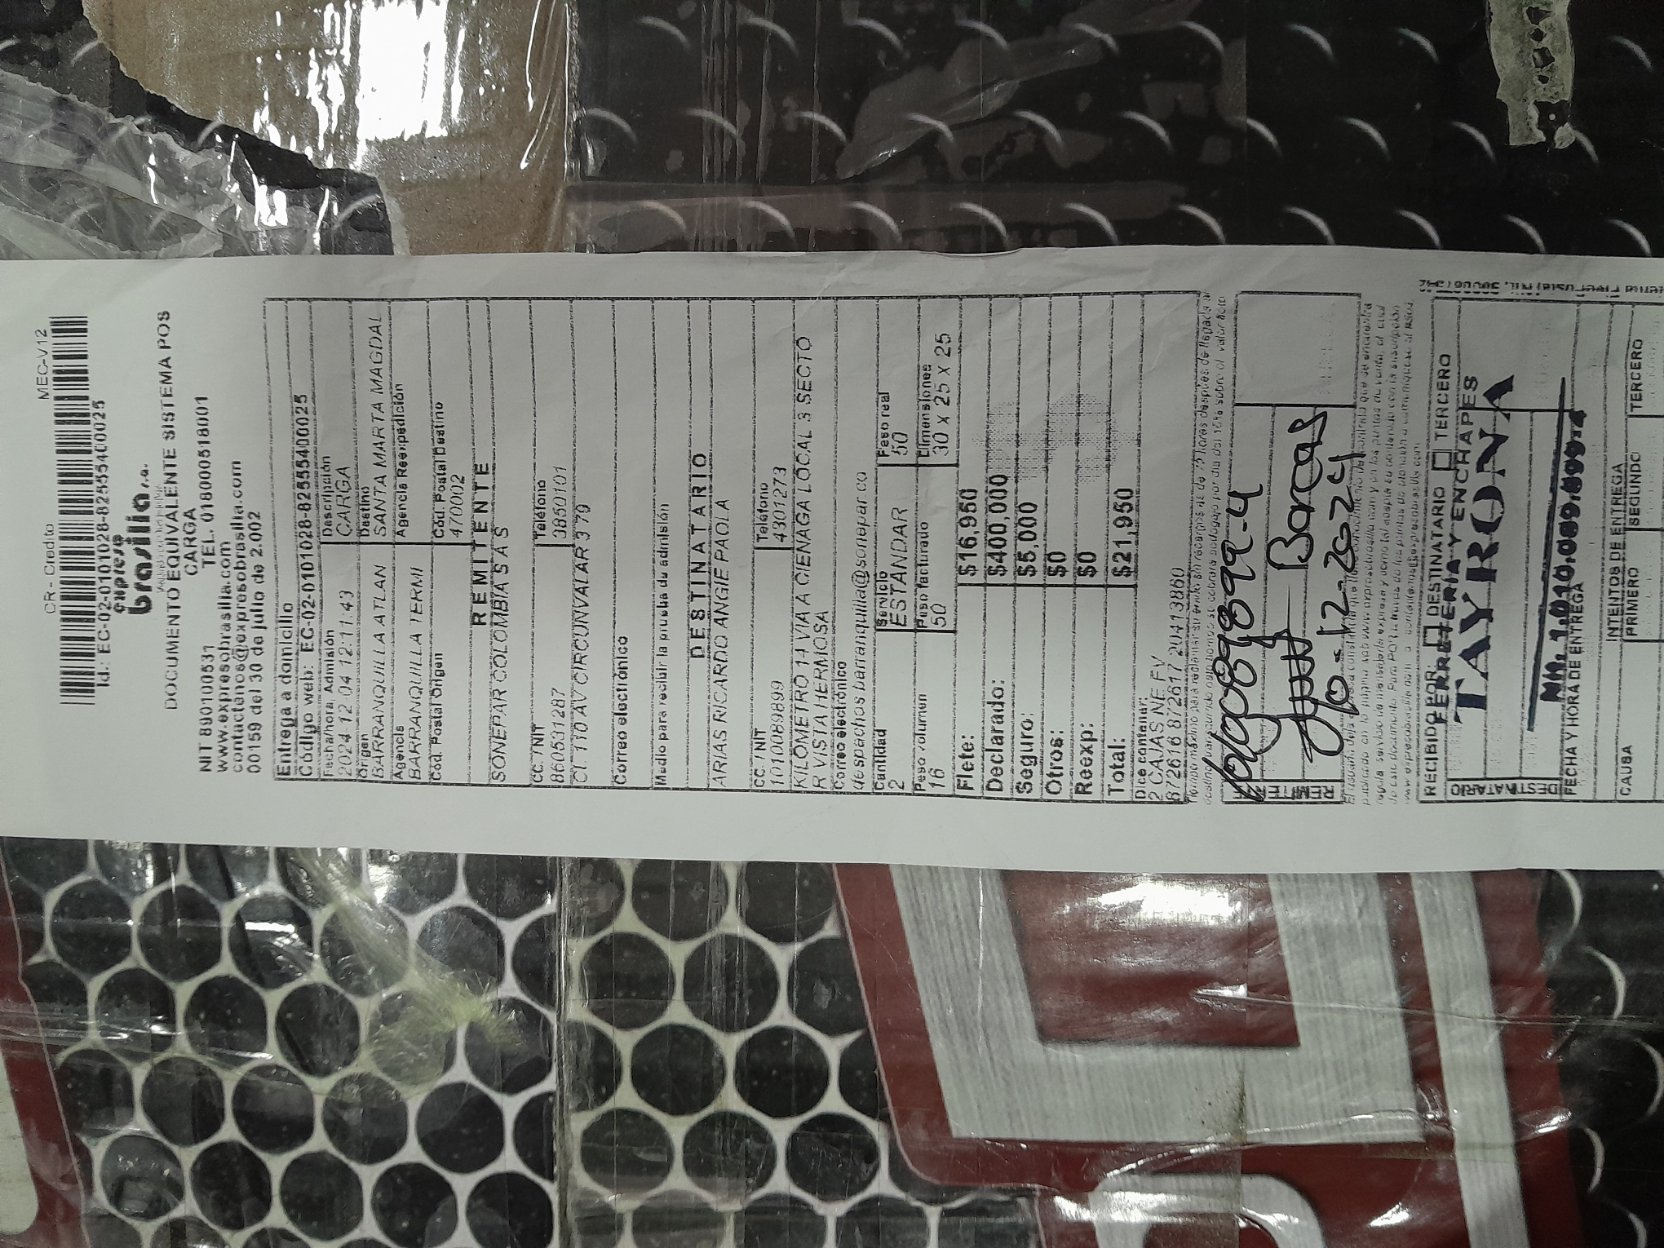 CR - Credito MEC-V12
Id.: EC-02-0101028-82555400025
expreso
brasilia s.a.
DOCUMENTO EQUIVALENTE SISTEMA POS
CARGA
NIT 890100531 TEL. 018000518001
www.expresobrasilia.com
contactenos@expresobrasilia.com
00159 del 30 de julio de 2.002
Entrega a domicilio
Código web: EC-02-0101028-82555400025
Fecha/hora Admisión Descripción
2024 12 04 12:11:43 CARGA
Origen Destino
BARRANQUILLA ATLAN SANTA MARTA MAGDAL
Agencia Agencia Reexpedición
BARRANQUILLA TERMI
Cód. Postal Origen Cód. Postal Destino
470002
REMITENTE
SONEPAR COLOMBIA SAS
CC. / NIT Teléfono
860531287 3850101
CL 110 AV CIRCUNVALAR 3 79
Correo electrónico
Medio para recibir la prueba de admisión
DESTINATARIO
ARIAS RICARDO ANGIE PAOLA
CC. / NIT Teléfono
1010089899 4301273
KILOMETRO 14 VIA A CIENAGA LOCAL 3 SECTO
R VISTA HERMOSA
Correo electrónico
despachos.barranquilla@sonepar.co
Cantidad Servicio Peso real
2 ESTANDAR 50
Peso volumen Peso facturado Dimensiones
16 50 30 x 25 x 25
Flete: $16,950
Declarado: $400,000
Seguro: $5,000
Otros: $0
Reexp: $0
Total: $21,950
Dice contener:
2 CAJAS NE FV
872616 872617 20413860
1010089899-4
Barcas
10-12-2024
RECIBIDO POR DESTINATARIO TERCERO
FERRETERIA Y ENCHAPES
TAYRONA
Nit. 1.010.089.899-4
DESTINATARIO
FECHA Y HORA DE ENTREGA
INTENTOS DE ENTREGA
CAUSA PRIMERO SEGUNDO TERCERO